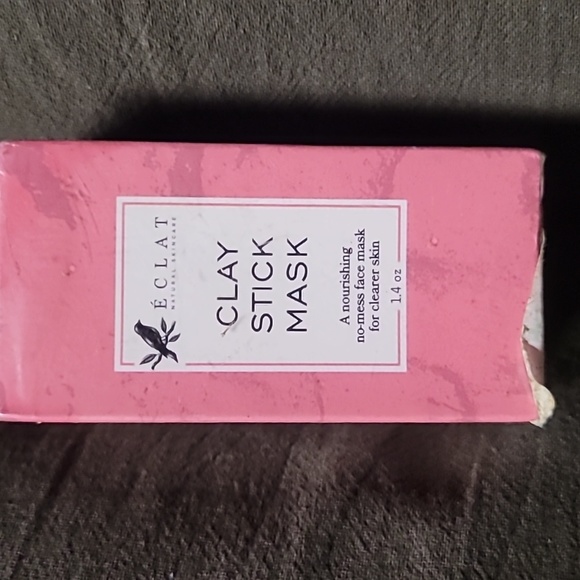 ÉCLAT
NATURAL SKINCARE
CLAY
STICK
MASK
A nourishing
no-mess face mask
for clearer skin
1.4 oz